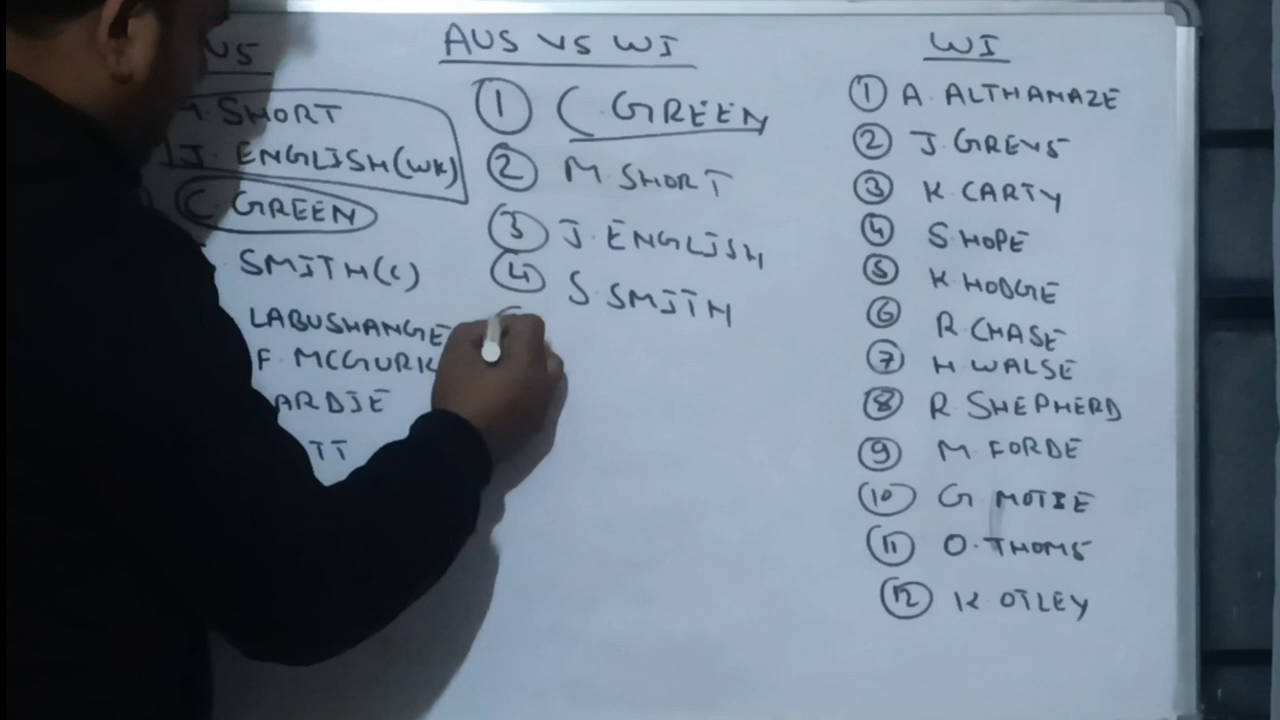 AUS VS WI
SHORT
J. ENGLISH(WK)
C. GREEN
SMITH(C)
LABUSHANGE
F. MCGURK
ARDIE
TT
① C. GREEN
② M. SHORT
③ J. ENGLISH
④ S. SMITH
WI
① A. ALTHANAZE
② J. GREVS
③ K. CARTY
④ S. HOPE
⑤ K. HODGE
⑥ R. CHASE
⑦ H WALSE
⑧ R. SHEPHERD
⑨ M. FORDE
⑩ G MOTIE
⑪ O. THOMS
⑫ K OTLEY